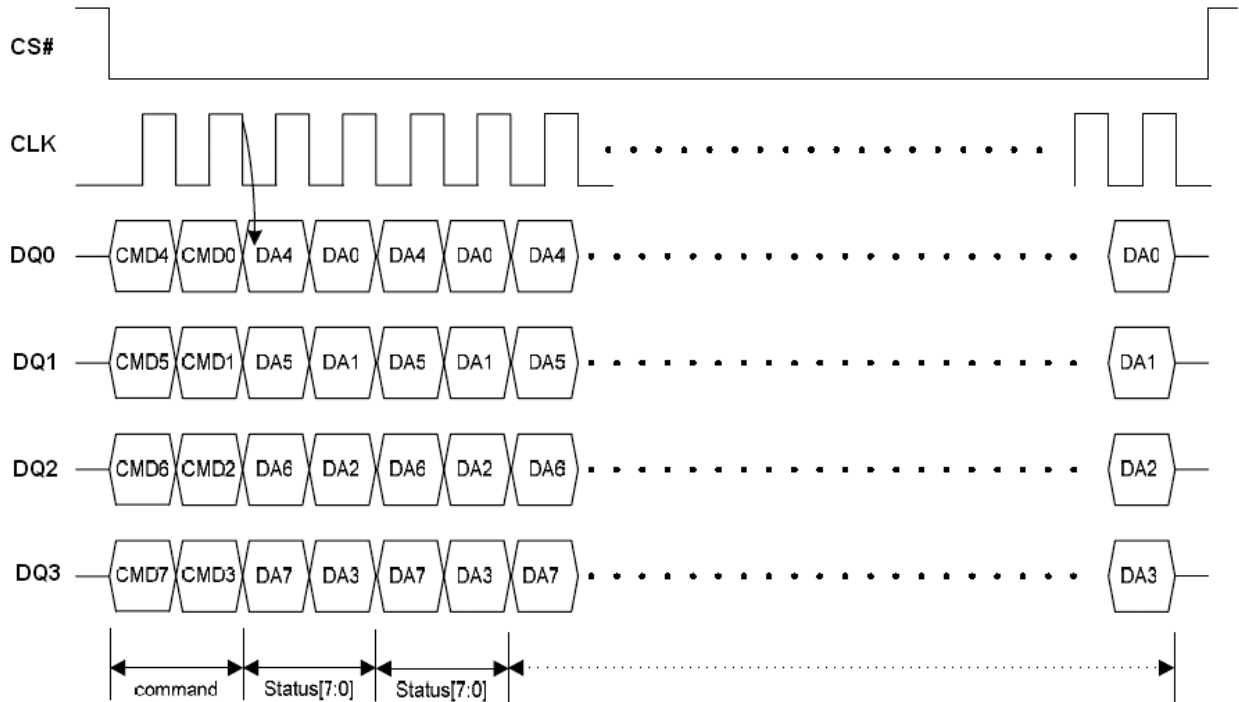 CS#
CLK
DQ0 CMD4 CMD0 DA4 DA0 DA4 DA0 DA4 DA0
DQ1 CMD5 CMD1 DA5 DA1 DA5 DA1 DA5 DA1
DQ2 CMD6 CMD2 DA6 DA2 DA6 DA2 DA6 DA2
DQ3 CMD7 CMD3 DA7 DA3 DA7 DA3 DA7 DA3
command Status[7:0] Status[7:0]